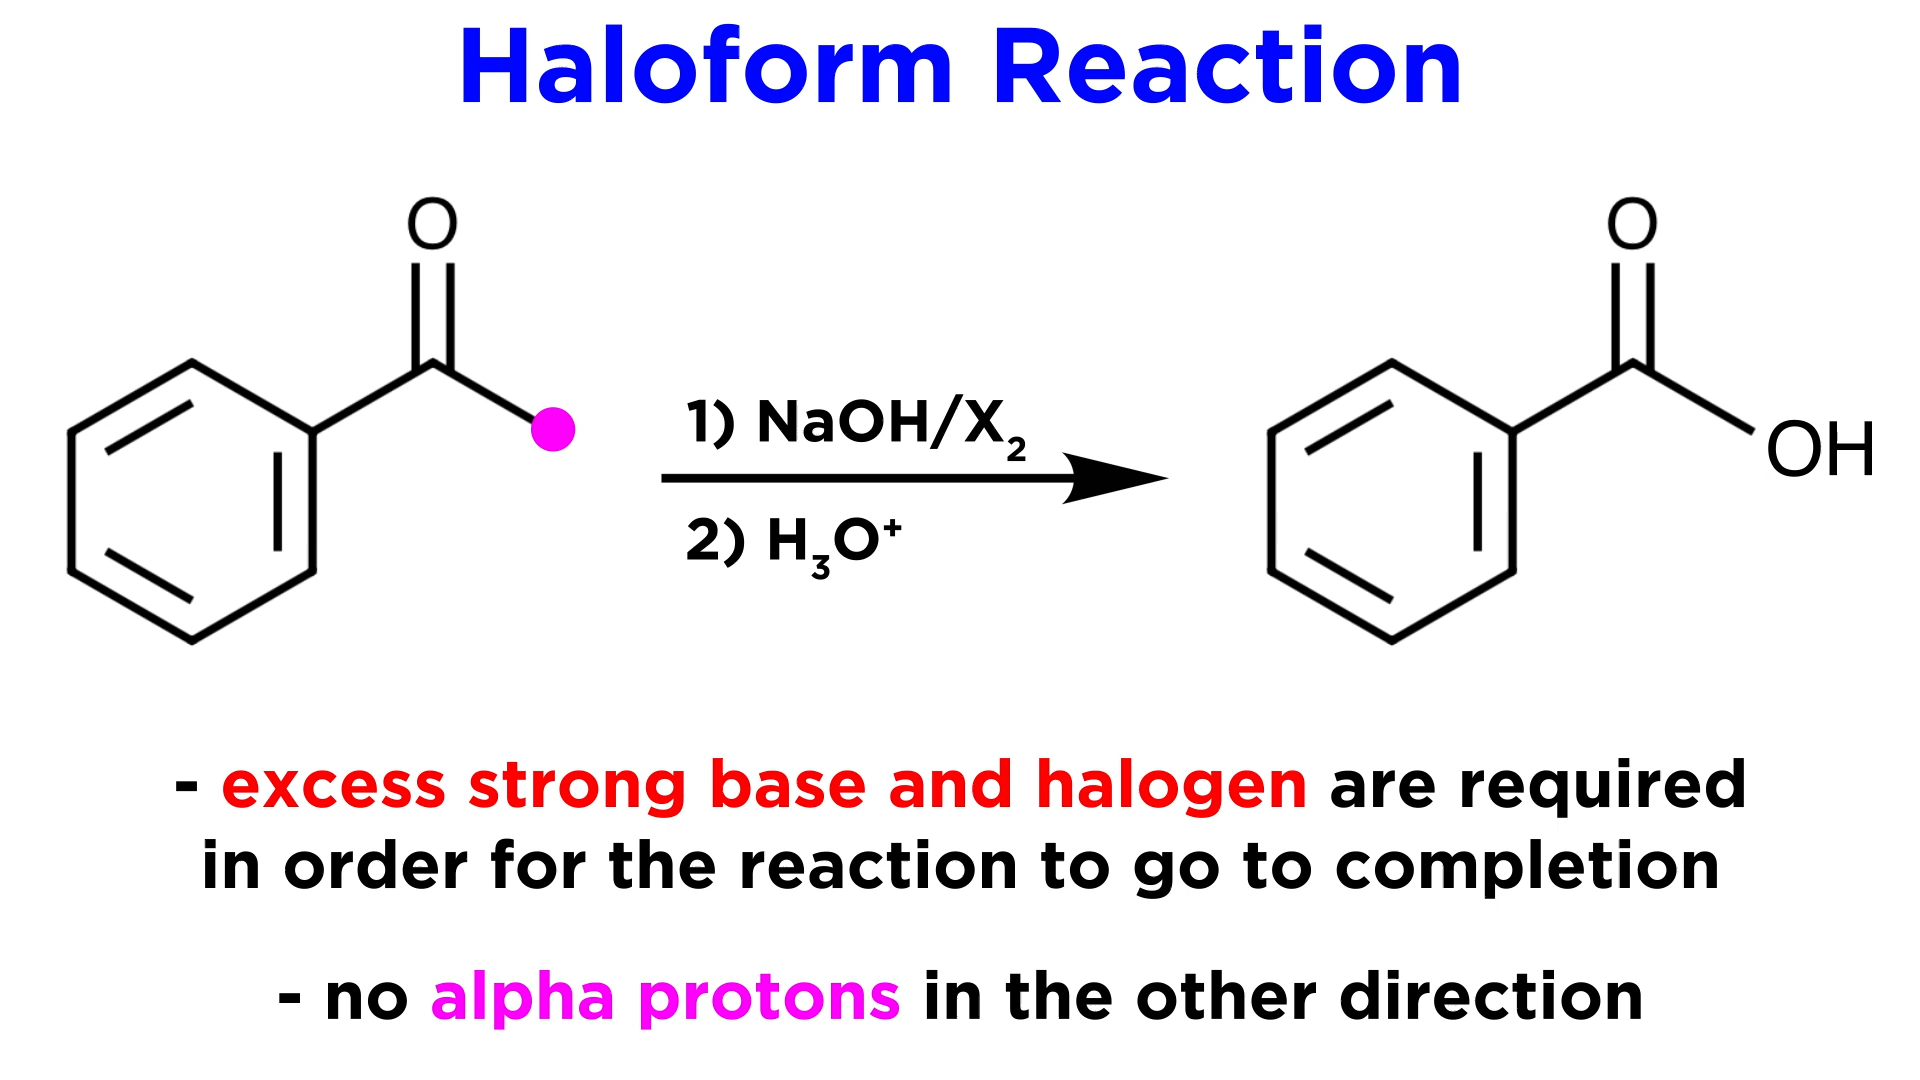 Haloform Reaction
O
O
1) NaOH/X₂
OH
2) H₃O⁺
- excess strong base and halogen are required
in order for the reaction to go to completion
- no alpha protons in the other direction